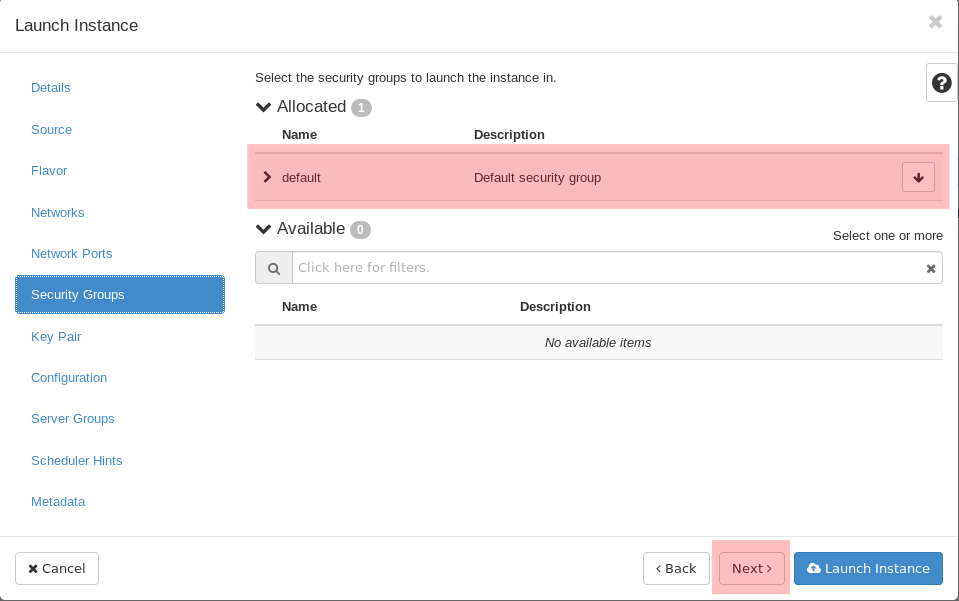 Launch Instance
Details
Source
Flavor
Networks
Network Ports
Security Groups
Key Pair
Configuration
Server Groups
Scheduler Hints
Metadata
Select the security groups to launch the instance in.
Allocated 1
Name Description
default Default security group
Available 0
Select one or more
Click here for filters.
Name Description
No available items
Cancel
Back
Next
Launch Instance